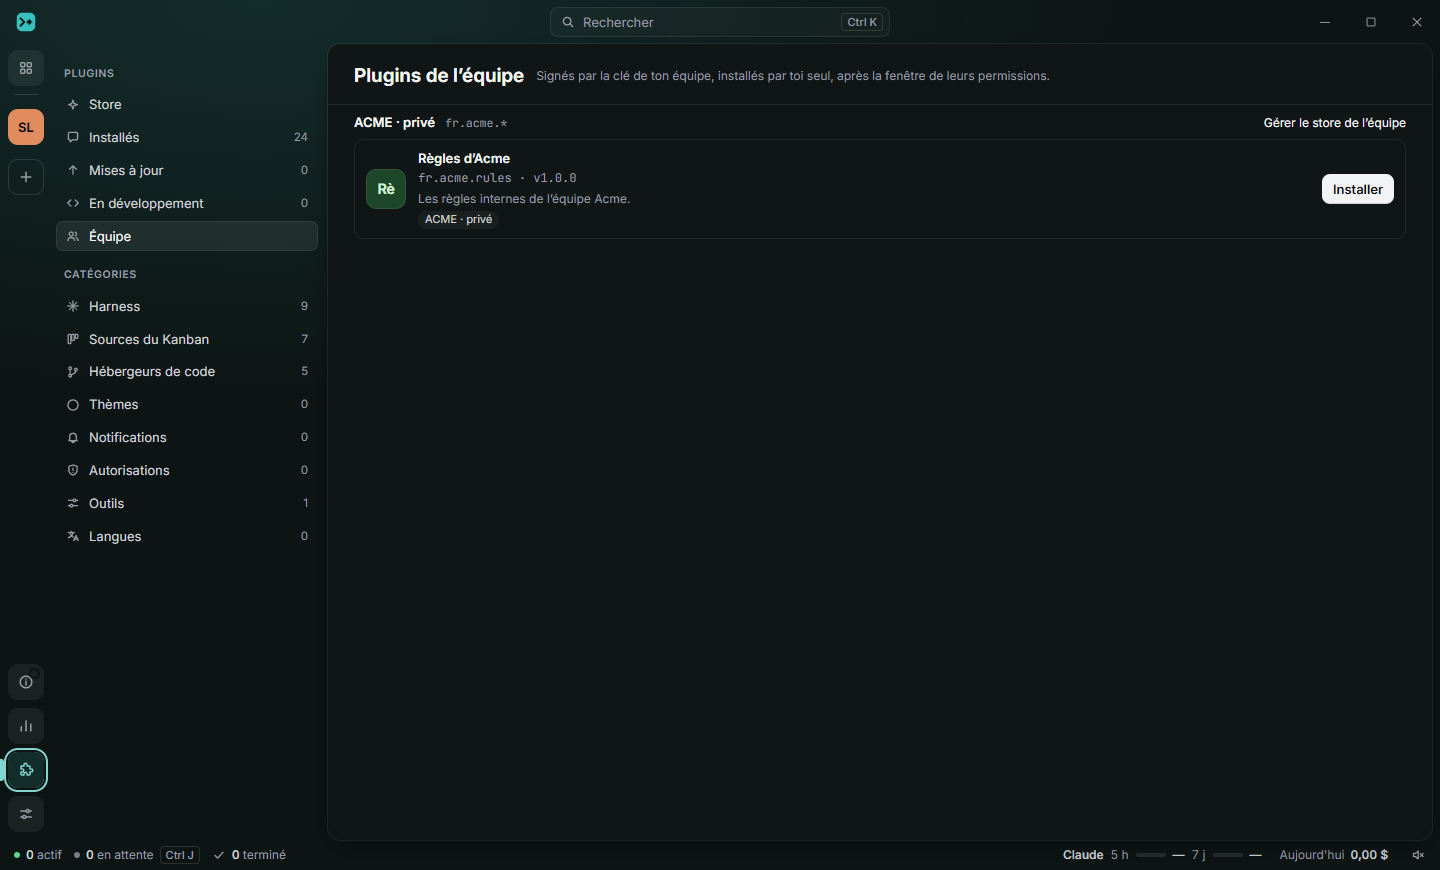 Rechercher
Ctrl K
SL
PLUGINS
Store
Installés 24
Mises à jour 0
En développement 0
Équipe
CATÉGORIES
Harness 9
Sources du Kanban 7
Hébergeurs de code 5
Thèmes 0
Notifications 0
Autorisations 0
Outils 1
Langues 0
Plugins de l’équipe Signés par la clé de ton équipe, installés par toi seul, après la fenêtre de leurs permissions.
ACME · privé fr.acme.* Gérer le store de l’équipe
Rè
Règles d’Acme
fr.acme.rules · v1.0.0
Les règles internes de l’équipe Acme.
ACME · privé
Installer
0 actif 0 en attente Ctrl J 0 terminé
Claude 5 h — 7 j — Aujourd’hui 0,00 $